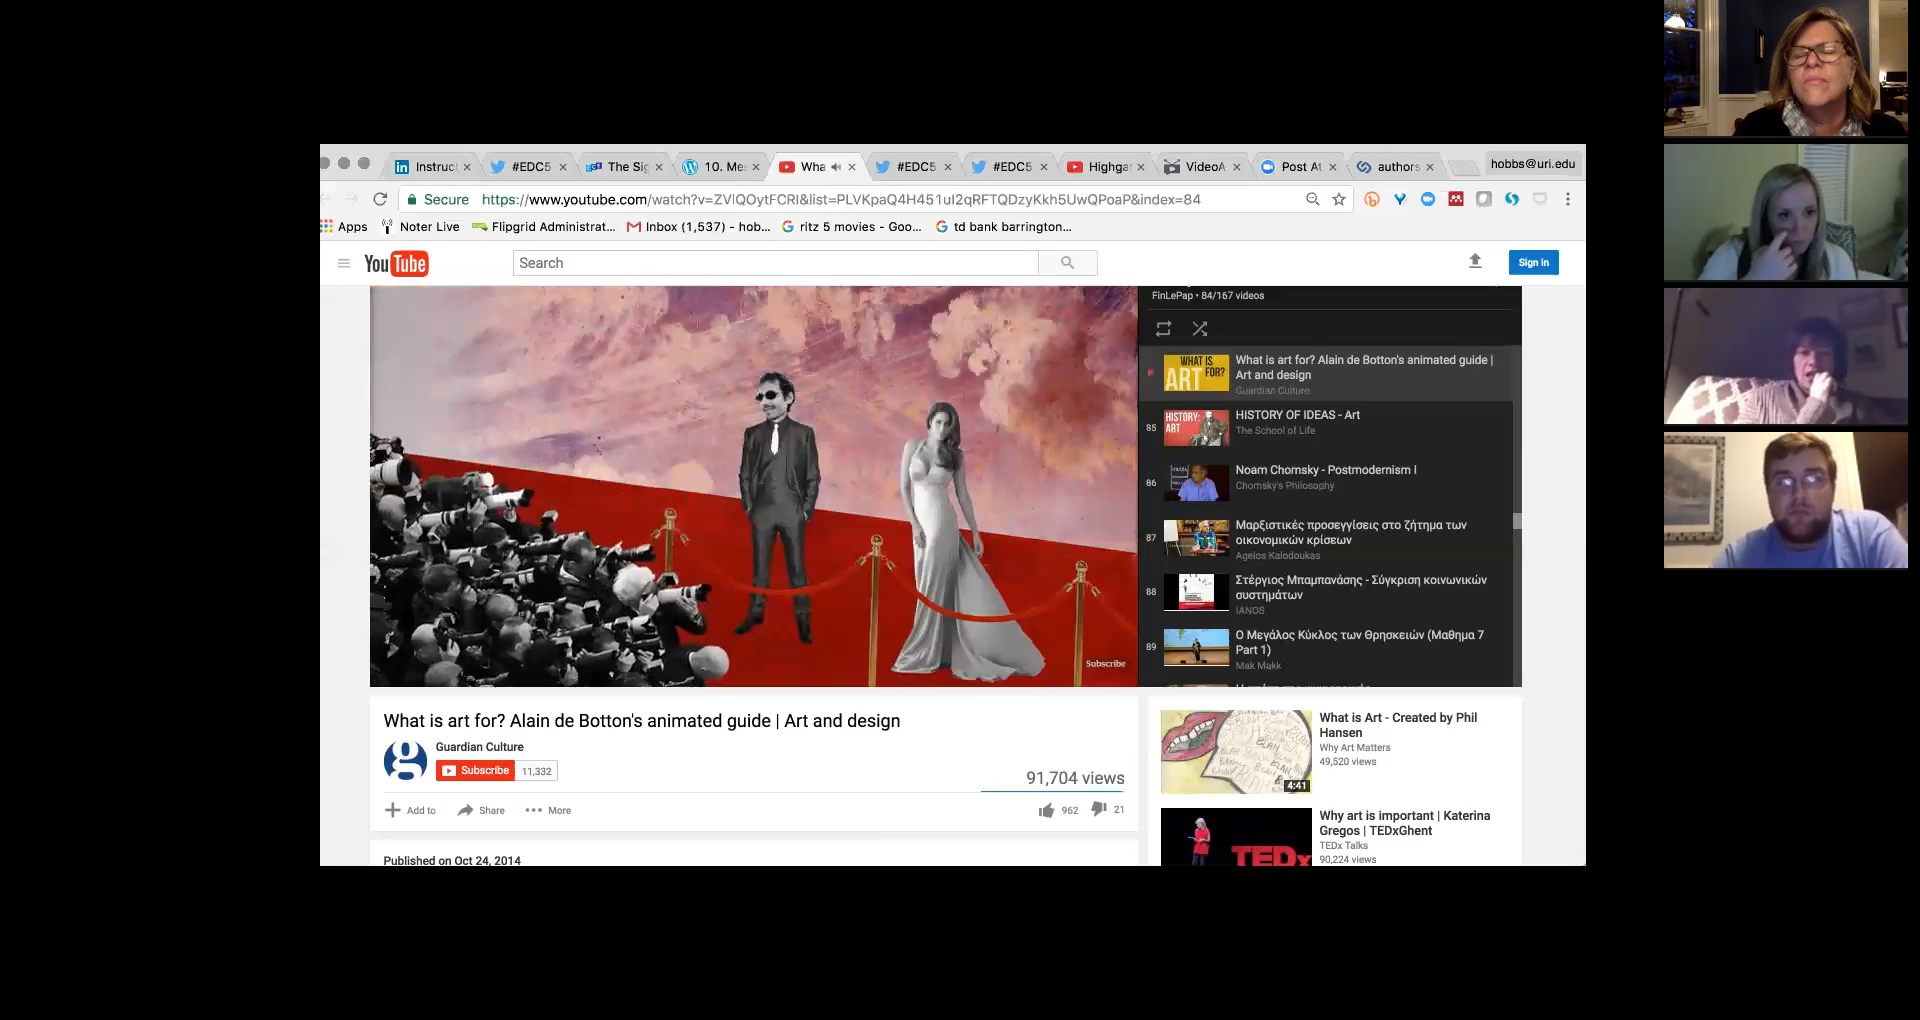 Instruc
#EDC5
The Sig
10. Me
Wha
#EDC5
#EDC5
Highga
VideoA
Post At
authors
hobbs@uri.edu
Secure https://www.youtube.com/watch?v=ZVlQOytFCRI&list=PLVKpaQ4H451uI2qRFTQDzyKkh5UwQPoaP&index=84
Apps
Noter Live
Flipgrid Administrat...
Inbox (1,537) - hob...
ritz 5 movies - Goo...
td bank barrington...
YouTube
Search
Sign in
FinLePap • 84/167 videos
WHAT IS
ART FOR?
What is art for? Alain de Botton's animated guide |
Art and design
Guardian Culture
85
HISTORY:
ART
HISTORY OF IDEAS - Art
The School of Life
86
Noam Chomsky - Postmodernism I
Chomsky's Philosophy
87
Μαρξιστικές προσεγγίσεις στο ζήτημα των
οικονομικών κρίσεων
Ageios Kalodoukas
88
Στέργιος Μπαμπανάσης - Σύγκριση κοινωνικών
συστημάτων
IANOS
89
Ο Μεγάλος Κύκλος των Θρησκειών (Μαθημα 7
Part 1)
Mak Makk
Subscribe
What is art for? Alain de Botton's animated guide | Art and design
Guardian Culture
Subscribe 11,332
91,704 views
Add to
Share
More
962
21
Published on Oct 24, 2014
BLAH
4:41
What is Art - Created by Phil
Hansen
Why Art Matters
49,520 views
TEDx
Why art is important | Katerina
Gregos | TEDxGhent
TEDx Talks
90,224 views